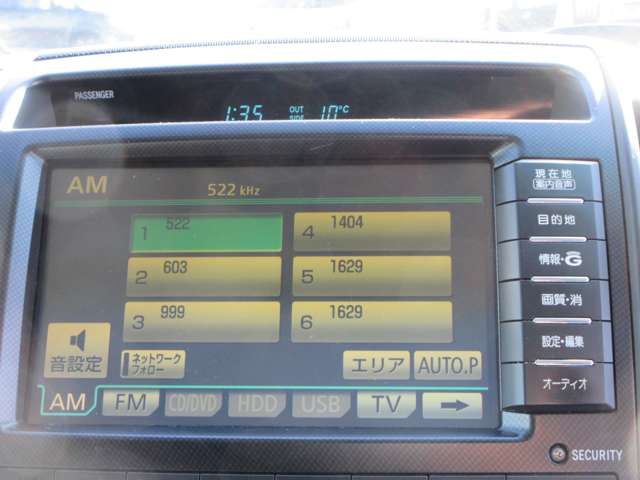 PASSENGER
1:35 OUT SIDE 10°C
AM
522 kHz
1 522
4 1404
2 603
5 1629
3 999
6 1629
音設定
ネットワーク
フォロー
エリア
AUTO.P
AM
FM
CD/DVD
HDD
USB
TV
現在地
案内音声
目的地
情報・G
画質・消
設定・編集
オーディオ
SECURITY